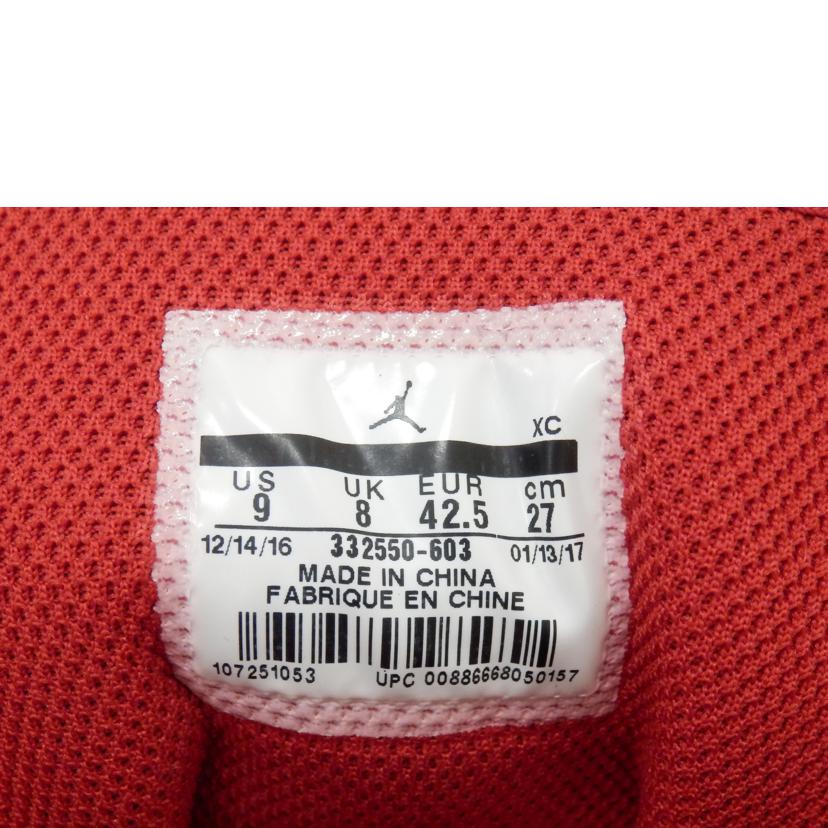 XC
US UK EUR cm
9 8 42.5 27
12/14/16 332550-603 01/13/17
MADE IN CHINA
FABRIQUE EN CHINE
107251053 UPC 00886668050157